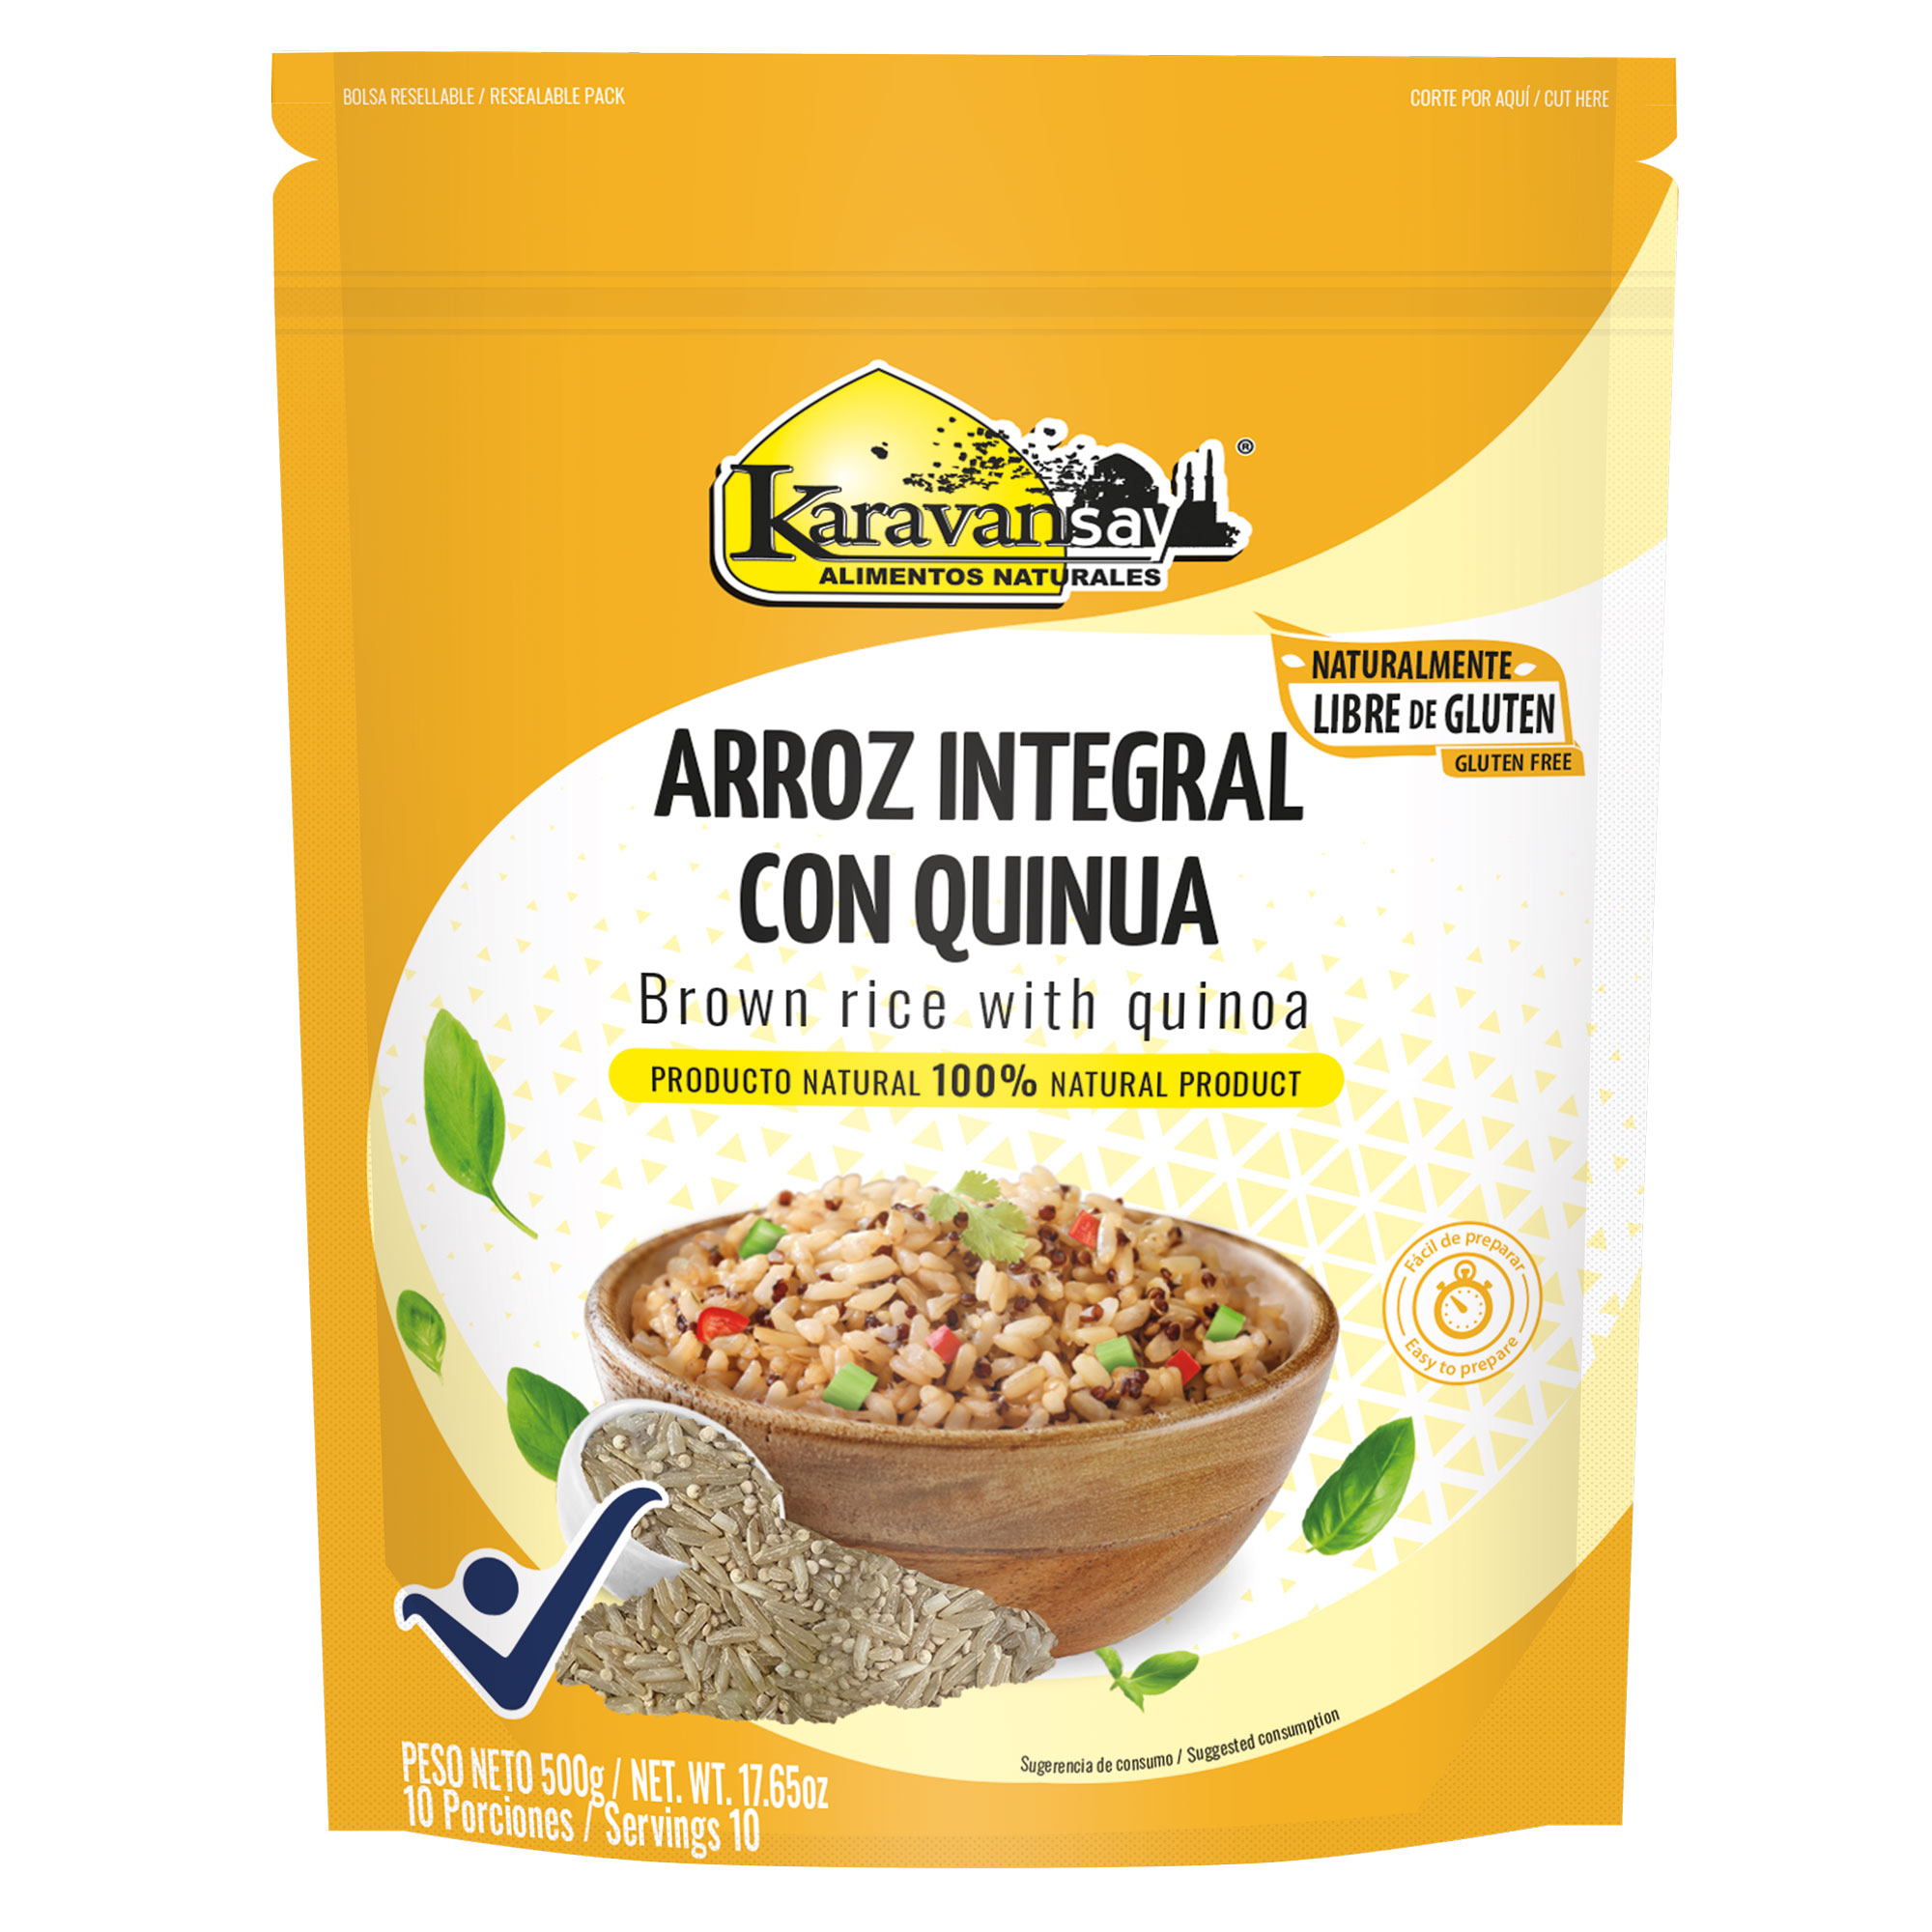 BOLSA RESELLABLE / RESEALABLE PACK
CORTE POR AQUÍ / CUT HERE
Karavansay®
ALIMENTOS NATURALES
NATURALMENTE
LIBRE DE GLUTEN
GLUTEN FREE
ARROZ INTEGRAL
CON QUINUA
Brown rice with quinoa
PRODUCTO NATURAL 100% NATURAL PRODUCT
Fácil de preparar
Easy to prepare
Sugerencia de consumo / Suggested consumption
PESO NETO 500g / NET. WT. 17.65oz
10 Porciones / Servings 10